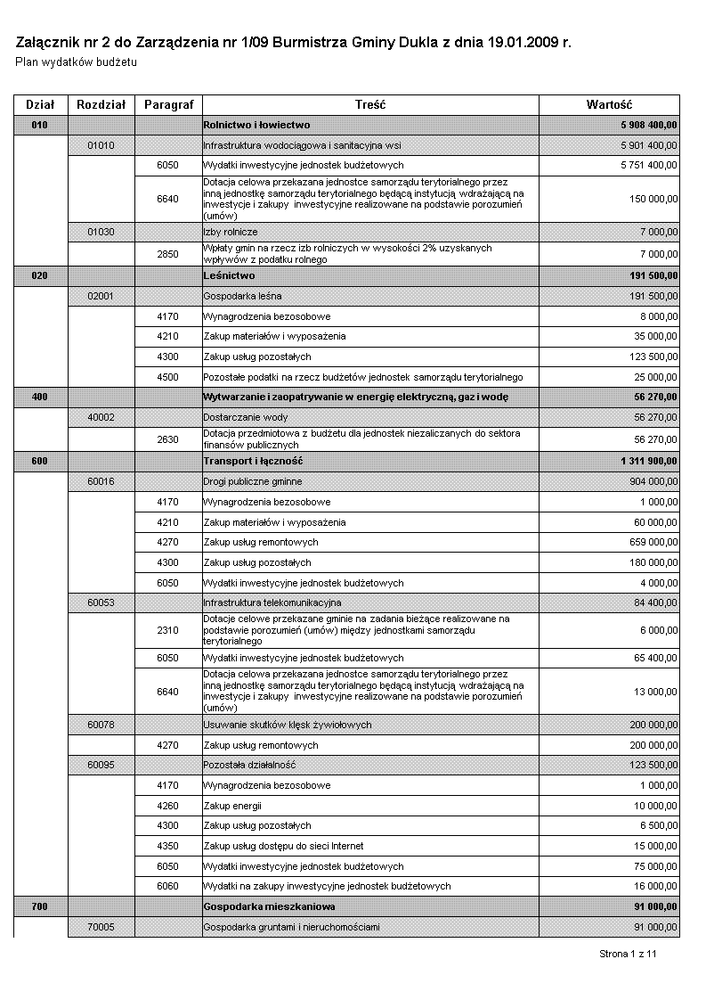 Załącznik nr 2 do Zarządzenia nr 1/09 Burmistrza Gminy Dukla z dnia 19.01.2009 r.
Plan wydatków budżetu
Dział Rozdział Paragraf Treść Wartość
010 Rolnictwo i łowiectwo 5 908 400,00
01010 Infrastruktura wodociągowa i sanitacyjna wsi 5 901 400,00
6050 Wydatki inwestycyjne jednostek budżetowych 5 751 400,00
Dotacja celowa przekazana jednostce samorządu terytorialnego przez
inną jednostkę samorządu terytorialnego będącą instytucją wdrażającą na
6640 inwestycje i zakupy inwestycyjne realizowane na podstawie porozumień 150 000,00
(umów)
01030 Izby rolnicze 7 000,00
2850 Wpłaty gmin na rzecz izb rolniczych w wysokości 2% uzyskanych 7 000,00
wpływów z podatku rolnego
020 Leśnictwo 191 500,00
02001 Gospodarka leśna 191 500,00
4170 Wynagrodzenia bezosobowe 8 000,00
4210 Zakup materiałów i wyposażenia 35 000,00
4300 Zakup usług pozostałych 123 500,00
4500 Pozostałe podatki na rzecz budżetów jednostek samorządu terytorialnego 25 000,00
400 Wytwarzanie i zaopatrywanie w energię elektryczną, gaz i wodę 56 270,00
40002 Dostarczanie wody 56 270,00
2630 Dotacja przedmiotowa z budżetu dla jednostek niezaliczanych do sektora 56 270,00
finansów publicznych
600 Transport i łączność 1 311 900,00
60016 Drogi publiczne gminne 904 000,00
4170 Wynagrodzenia bezosobowe 1 000,00
4210 Zakup materiałów i wyposażenia 60 000,00
4270 Zakup usług remontowych 659 000,00
4300 Zakup usług pozostałych 180 000,00
6050 Wydatki inwestycyjne jednostek budżetowych 4 000,00
60053 Infrastruktura telekomunikacyjna 84 400,00
Dotacje celowe przekazane gminie na zadania bieżące realizowane na
2310 podstawie porozumień (umów) między jednostkami samorządu 6 000,00
terytorialnego
6050 Wydatki inwestycyjne jednostek budżetowych 65 400,00
Dotacja celowa przekazana jednostce samorządu terytorialnego przez
inną jednostkę samorządu terytorialnego będącą instytucją wdrażającą na
6640 inwestycje i zakupy inwestycyjne realizowane na podstawie porozumień 13 000,00
(umów)
60078 Usuwanie skutków klęsk żywiołowych 200 000,00
4270 Zakup usług remontowych 200 000,00
60095 Pozostała działalność 123 500,00
4170 Wynagrodzenia bezosobowe 1 000,00
4260 Zakup energii 10 000,00
4300 Zakup usług pozostałych 6 500,00
4350 Zakup usług dostępu do sieci Internet 15 000,00
6050 Wydatki inwestycyjne jednostek budżetowych 75 000,00
6060 Wydatki na zakupy inwestycyjne jednostek budżetowych 16 000,00
700 Gospodarka mieszkaniowa 91 000,00
70005 Gospodarka gruntami i nieruchomościami 91 000,00
Strona 1 z 11